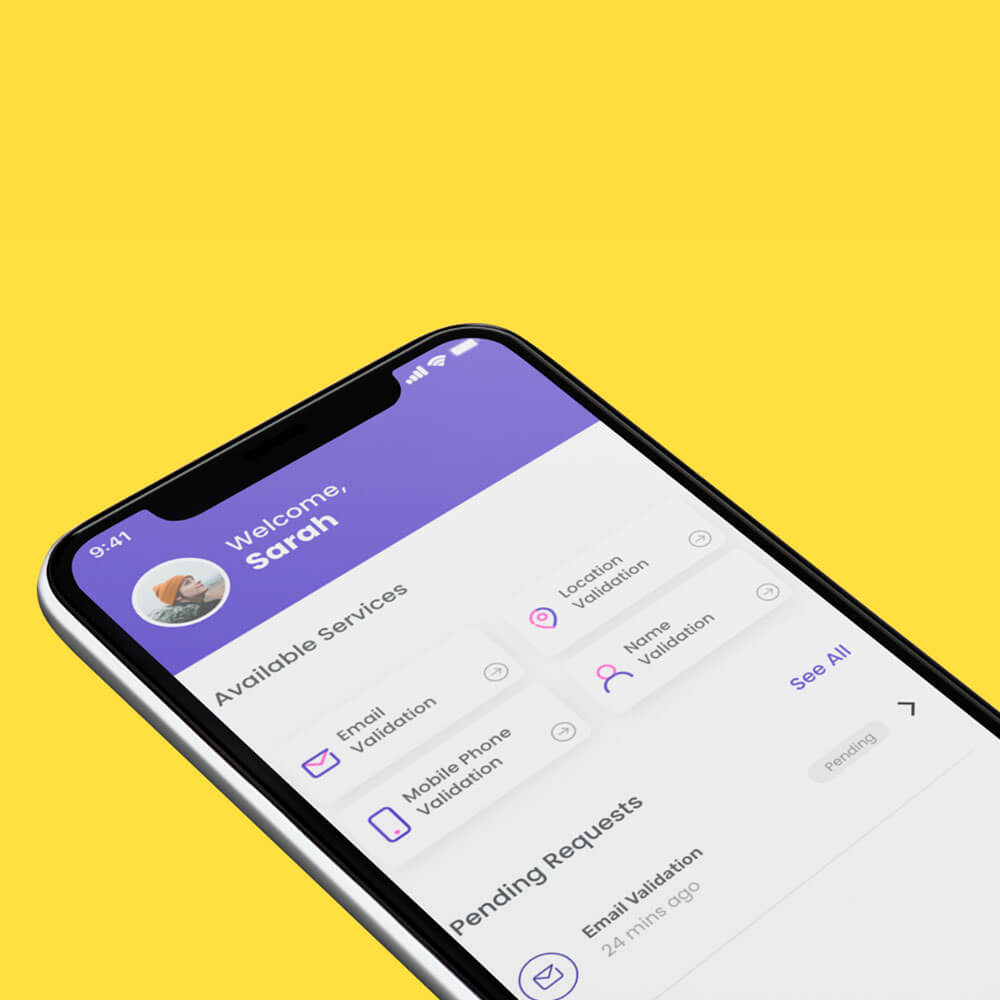 9:41
Welcome,
Sarah
Available Services
Email
Validation
Location
Validation
Mobile Phone
Validation
Name
Validation
Pending Requests
See All
Email Validation
24 mins ago
Pending